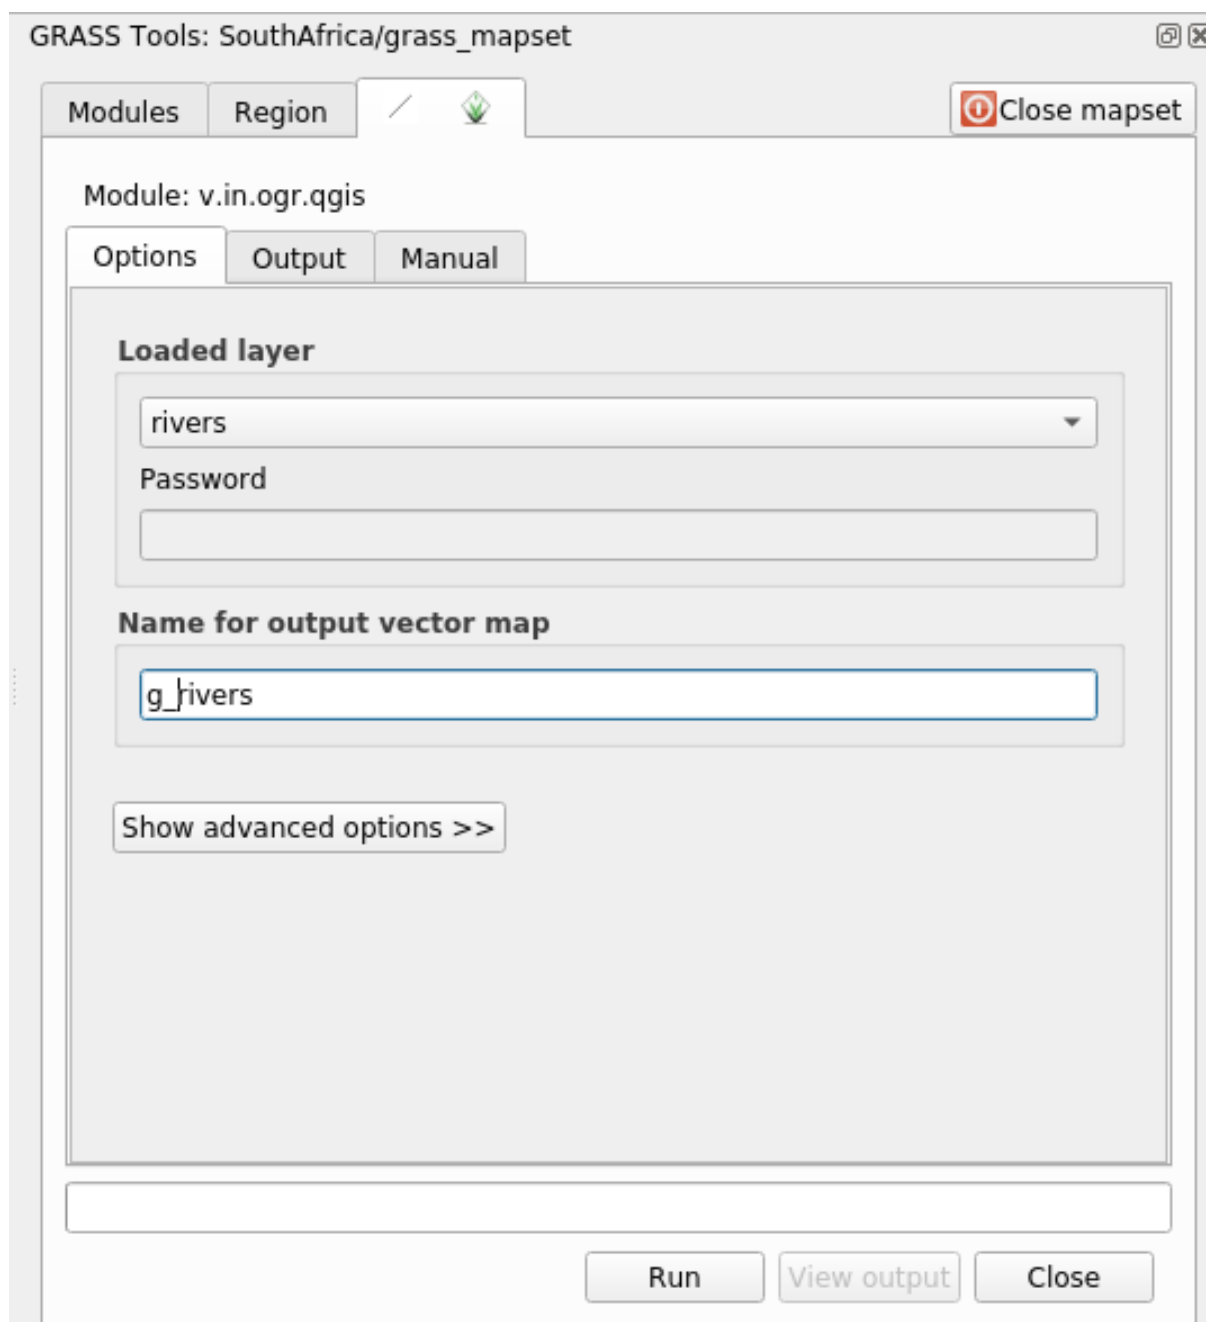 GRASS Tools: SouthAfrica/grass_mapset
Modules Region Close mapset
Module: v.in.ogr.qgis
Options Output Manual
Loaded layer
rivers
Password
Name for output vector map
g_rivers
Show advanced options >>
Run View output Close